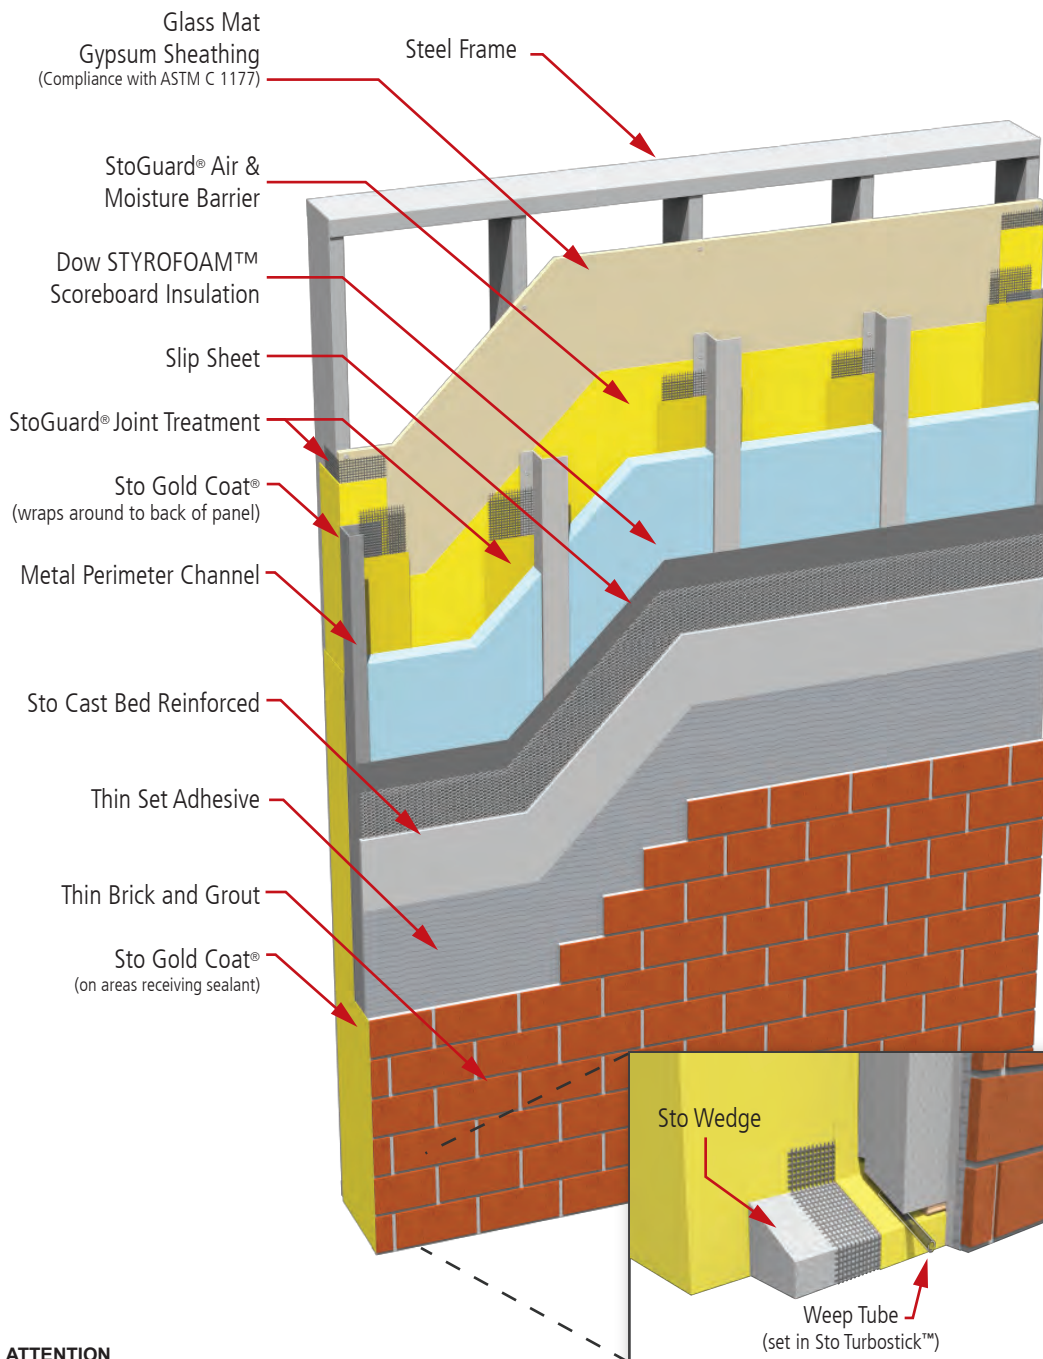 Glass Mat
Gypsum Sheathing
(Compliance with ASTM C 1177)
Steel Frame
StoGuard® Air &
Moisture Barrier
Dow STYROFOAM™
Scoreboard Insulation
Slip Sheet
StoGuard® Joint Treatment
Sto Gold Coat®
(wraps around to back of panel)
Metal Perimeter Channel
Sto Cast Bed Reinforced
Thin Set Adhesive
Thin Brick and Grout
Sto Gold Coat®
(on areas receiving sealant)
Sto Wedge
Weep Tube
(set in Sto Turbostick™)
ATTENTION